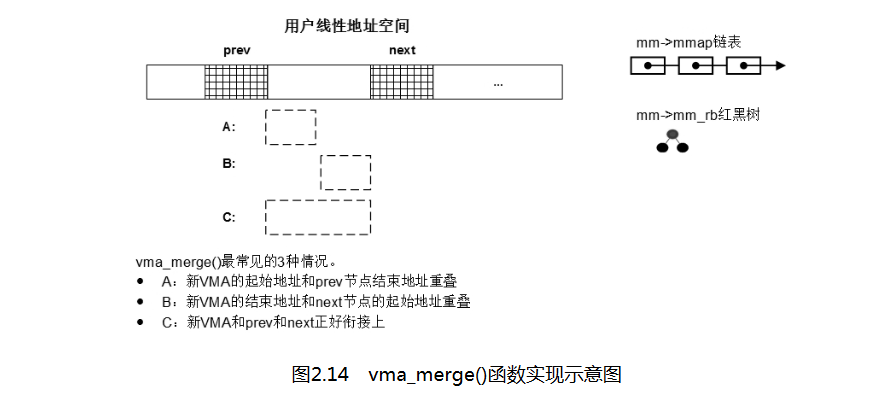 用户线性地址空间
prev next
...
mm->mmap链表
mm->mm_rb红黑树
A:
B:
C:
vma_merge()最常见的3种情况。
● A：新VMA的起始地址和prev节点结束地址重叠
● B：新VMA的结束地址和next节点的起始地址重叠
● C：新VMA和prev和next正好衔接上
图2.14 vma_merge()函数实现示意图